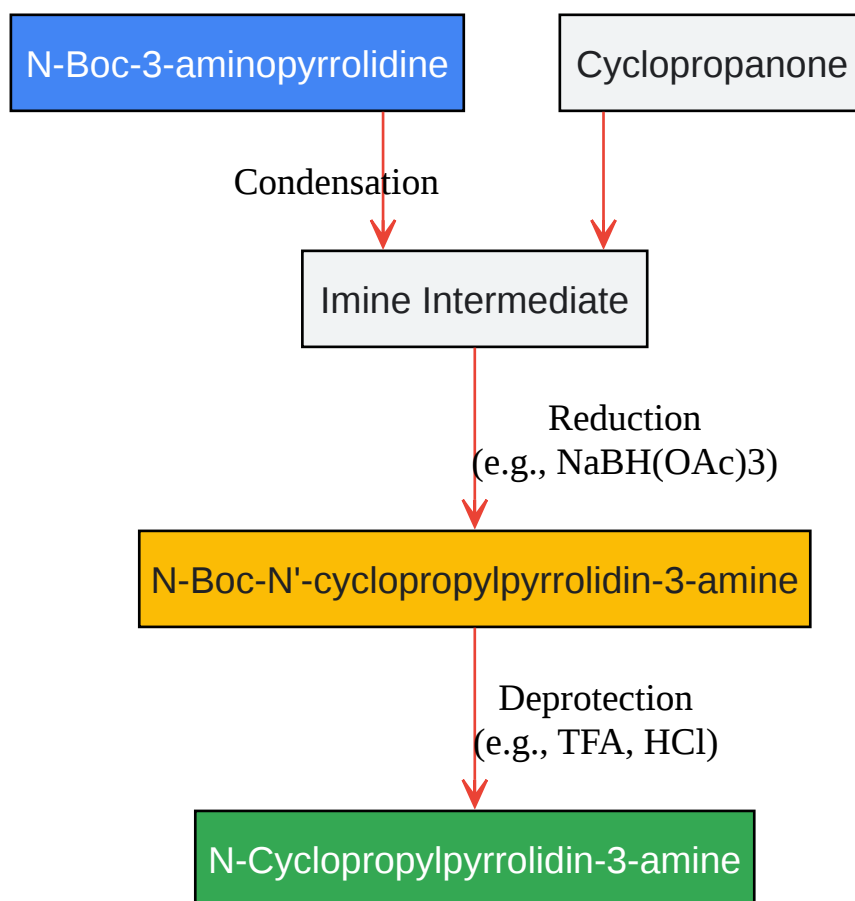 N-Boc-3-aminopyrrolidine
Cyclopropanone
Condensation
Imine Intermediate
Reduction
(e.g., NaBH(OAc)3)
N-Boc-N'-cyclopropylpyrrolidin-3-amine
Deprotection
(e.g., TFA, HCl)
N-Cyclopropylpyrrolidin-3-amine